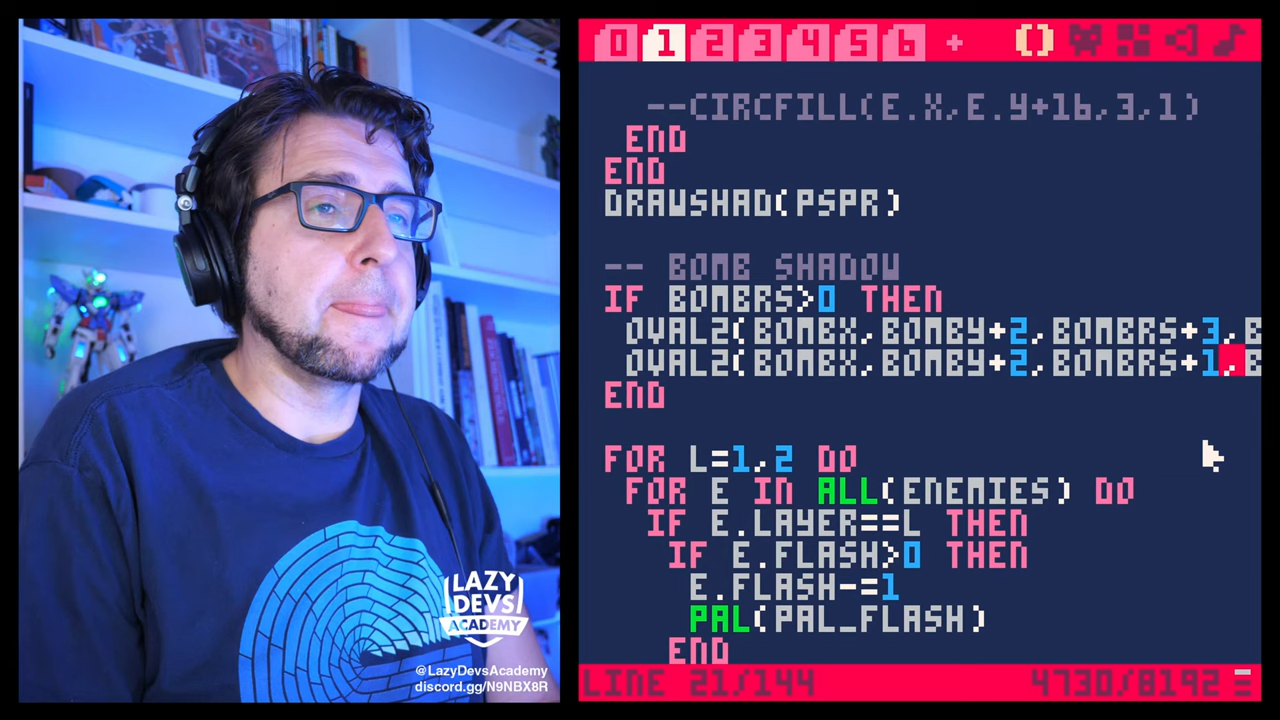 LAZY
DEVS
ACADEMY
@LazyDevsAcademy
discord.gg/N9NBX8R
0 1 2 3 4 5 6 +
--CIRCFILL(E.X,E.Y+16,3,1)
END
END
DRAWSHAD(PSPR)
-- BOMB SHADOW
IF BOMBRS>0 THEN
OVAL2(BOMBX,BOMBY+2,BOMBRS+3,B
OVAL2(BOMBX,BOMBY+2,BOMBRS+1,B
END
FOR L=1,2 DO
FOR E IN ALL(ENEMIES) DO
IF E.LAYER==L THEN
IF E.FLASH>0 THEN
E.FLASH-=1
PAL(PAL_FLASH)
END
LINE 21/144
4730/8192